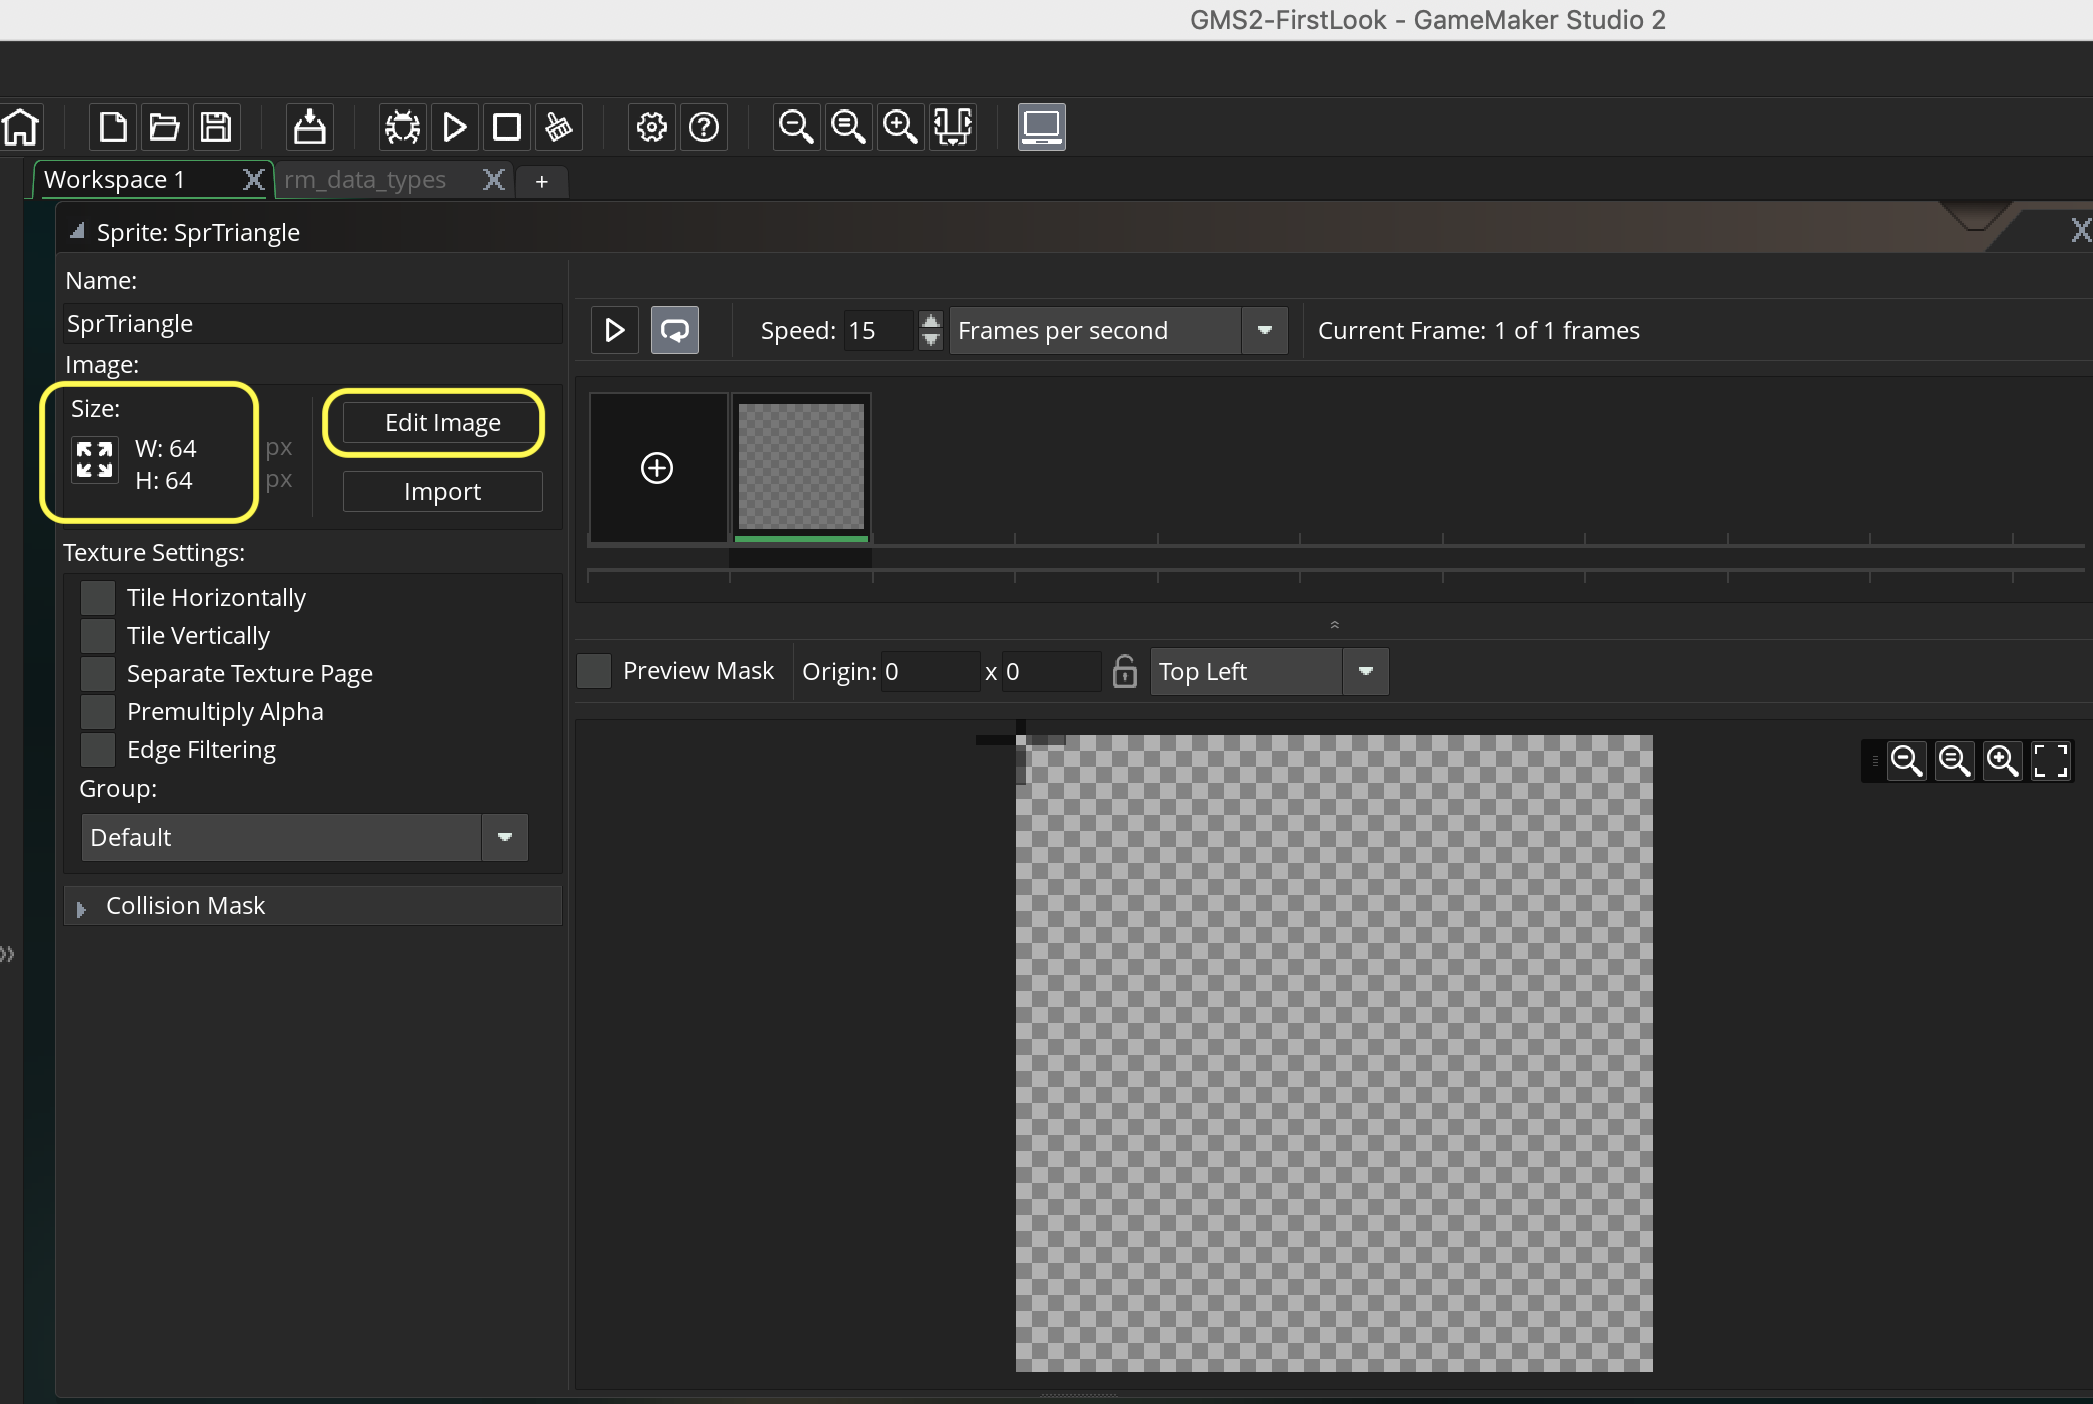 GMS2-FirstLook - GameMaker Studio 2
Workspace 1
rm_data_types
+
Sprite: SprTriangle
Name:
SprTriangle
Speed: 15 Frames per second Current Frame: 1 of 1 frames
Image:
Size:
W: 64 px
H: 64 px
Edit Image
Import
Texture Settings:
Tile Horizontally
Tile Vertically
Separate Texture Page
Premultiply Alpha
Edge Filtering
Group:
Default
Collision Mask
Preview Mask Origin: 0 x 0 Top Left